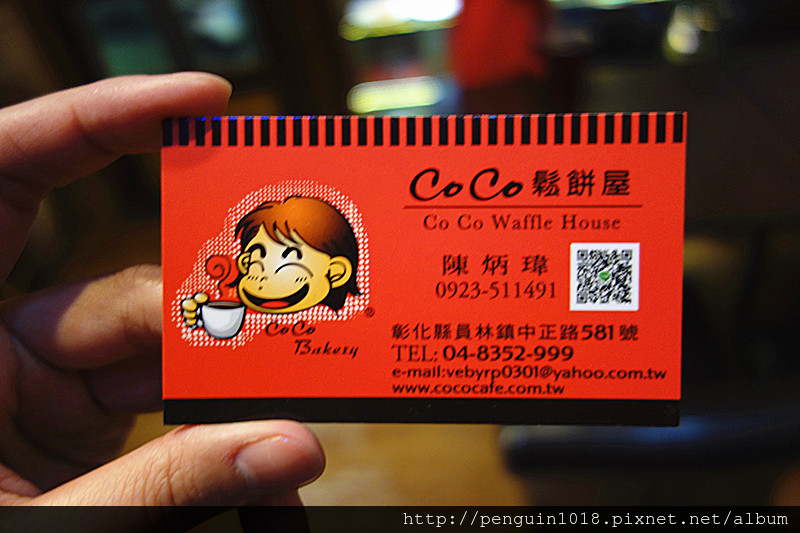 CoCo鬆餅屋
Co Co Waffle House
陳炳瑋
0923-511491
CoCo
Bakery
®
彰化縣員林鎮中正路581號
TEL: 04-8352-999
e-mail:vebyrp0301@yahoo.com.tw
www.cococafe.com.tw
http://penguin1018.pixnet.net/album